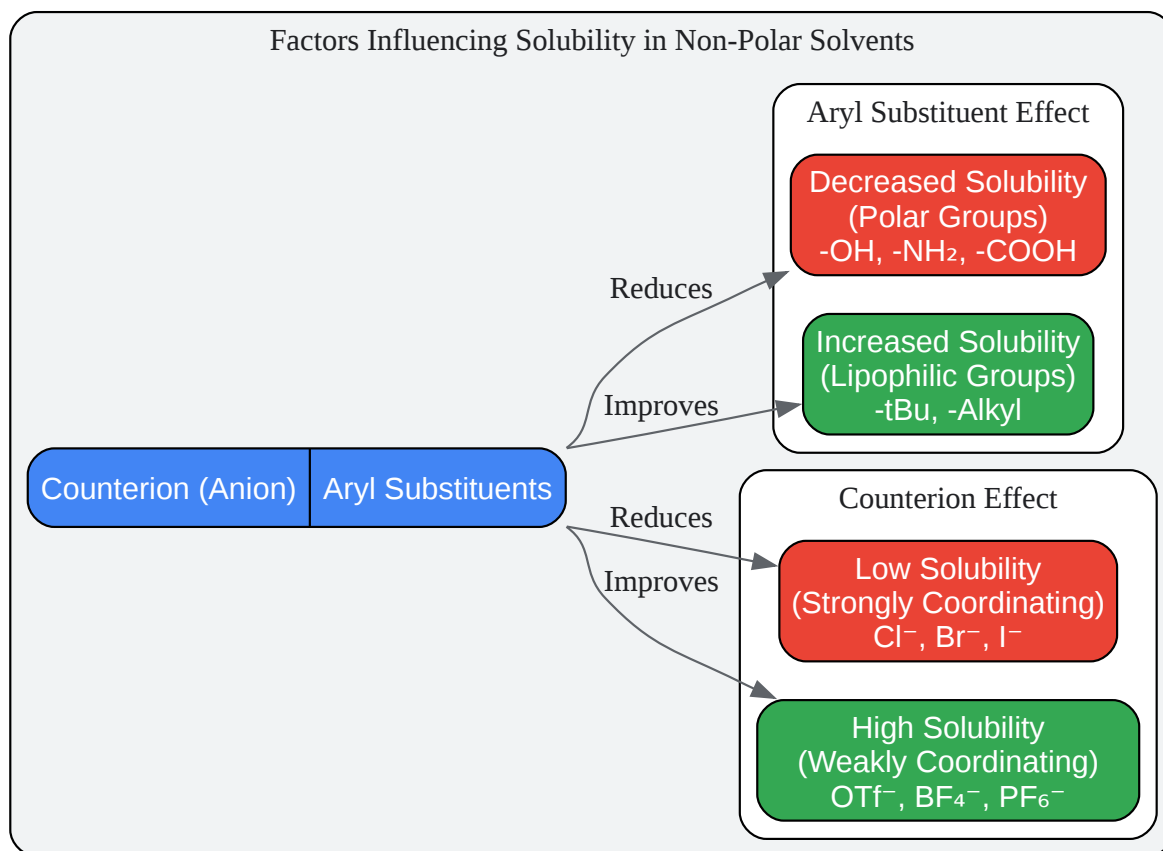 Factors Influencing Solubility in Non-Polar Solvents
Aryl Substituent Effect
Decreased Solubility
(Polar Groups)
-OH, -NH₂, -COOH
Reduces
Increased Solubility
(Lipophilic Groups)
-tBu, -Alkyl
Improves
Counterion (Anion)
Aryl Substituents
Counterion Effect
Reduces
Low Solubility
(Strongly Coordinating)
Cl⁻, Br⁻, I⁻
Improves
High Solubility
(Weakly Coordinating)
OTf⁻, BF₄⁻, PF₆⁻